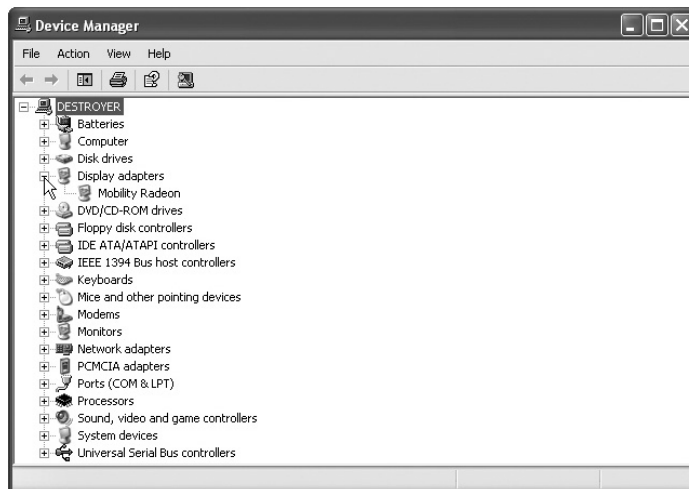 Device Manager
File Action View Help
DESTROYER
Batteries
Computer
Disk drives
Display adapters
Mobility Radeon
DVD/CD-ROM drives
Floppy disk controllers
IDE ATA/ATAPI controllers
IEEE 1394 Bus host controllers
Keyboards
Mice and other pointing devices
Modems
Monitors
Network adapters
PCMCIA adapters
Ports (COM & LPT)
Processors
Sound, video and game controllers
System devices
Universal Serial Bus controllers